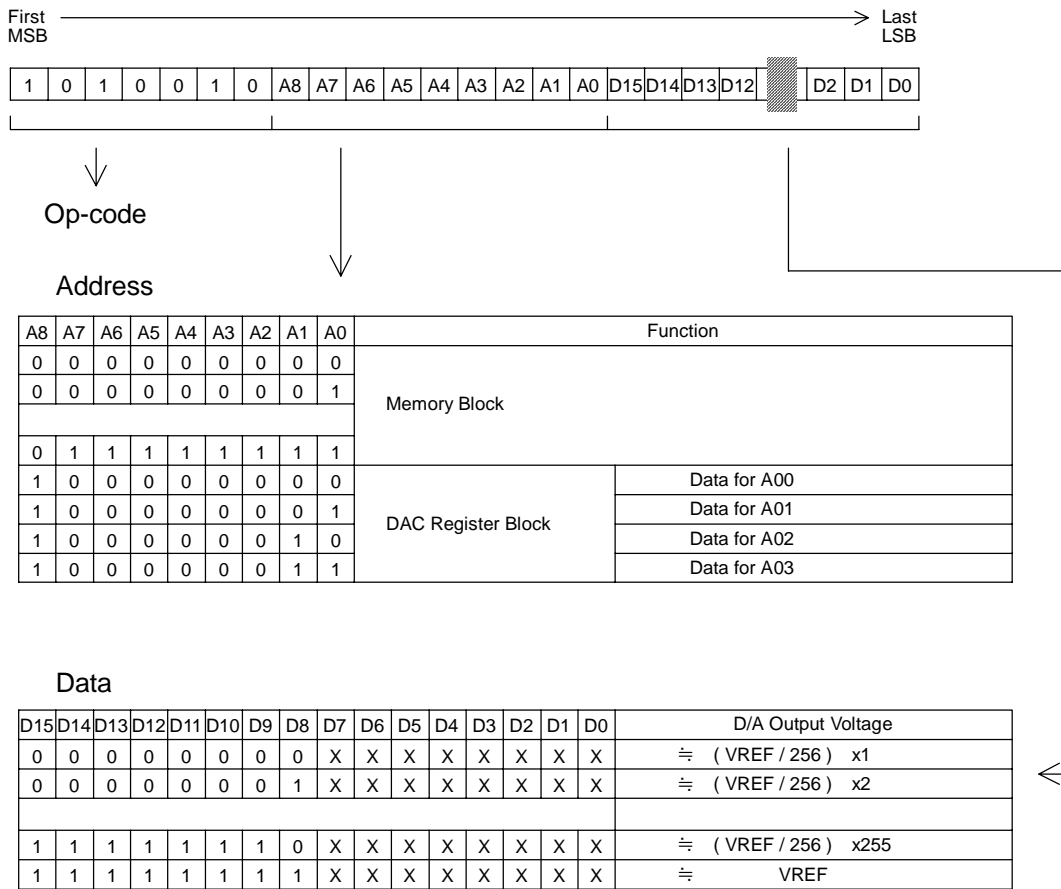 First
MSB
Last
LSB
1 0 1 0 0 1 0 A8 A7 A6 A5 A4 A3 A2 A1 A0 D15 D14 D13 D12 D2 D1 D0
Op-code
Address
A8 A7 A6 A5 A4 A3 A2 A1 A0 Function
0 0 0 0 0 0 0 0 0
0 0 0 0 0 0 0 0 1
Memory Block
0 1 1 1 1 1 1 1 1
1 0 0 0 0 0 0 0 0 Data for A00
1 0 0 0 0 0 0 0 1 Data for A01
DAC Register Block
1 0 0 0 0 0 0 1 0 Data for A02
1 0 0 0 0 0 0 1 1 Data for A03
Data
D15 D14 D13 D12 D11 D10 D9 D8 D7 D6 D5 D4 D3 D2 D1 D0 D/A Output Voltage
0 0 0 0 0 0 0 0 X X X X X X X X ≒ ( VREF / 256 ) x1
0 0 0 0 0 0 0 1 X X X X X X X X ≒ ( VREF / 256 ) x2
1 1 1 1 1 1 1 0 X X X X X X X X ≒ ( VREF / 256 ) x255
1 1 1 1 1 1 1 1 X X X X X X X X ≒ VREF